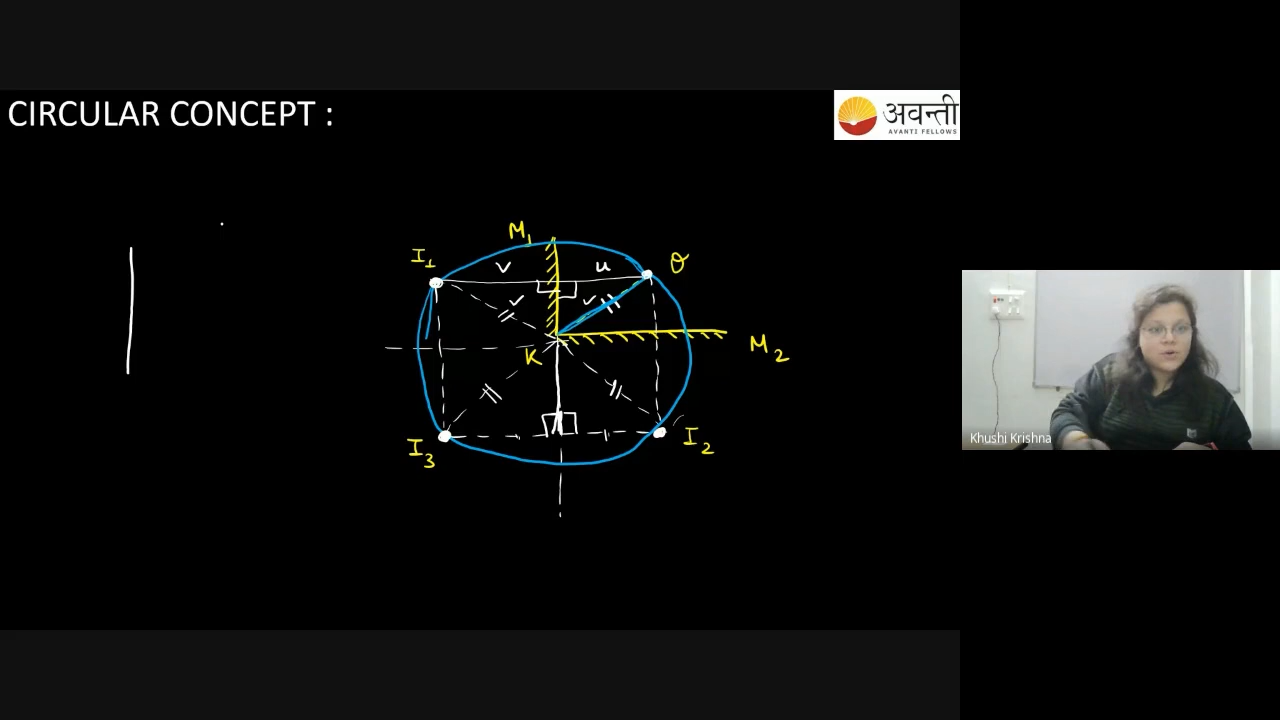 CIRCULAR CONCEPT :
अवन्ती
AVANTI FELLOWS
M1
I1
v
u
O
K
M2
I3
I2
Khushi Krishna